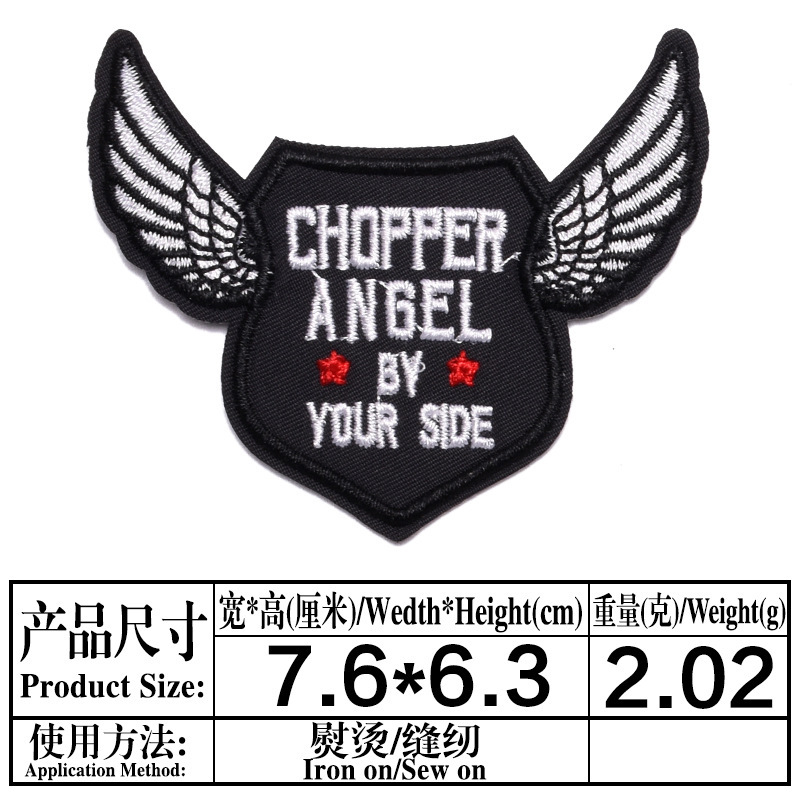 CHOPPER
ANGEL
BY
YOUR SIDE
产品尺寸
Product Size:
宽*高(厘米)/Wedth*Height(cm)
7.6*6.3
重量(克)/Weight(g)
2.02
使用方法:
Application Method:
熨烫/缝纫
Iron on/Sew on